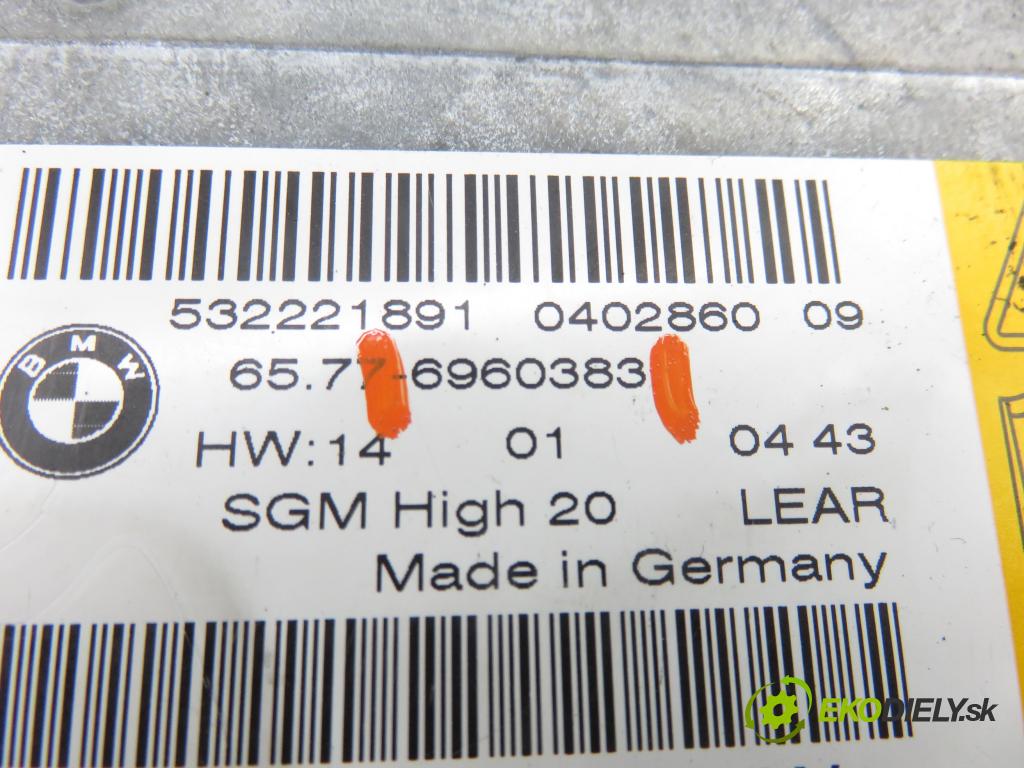 532221891 0402860 09
BMW
65.77-6960383
HW:14 01 04 43
SGM High 20 LEAR
Made in Germany
EKODIELY.sk